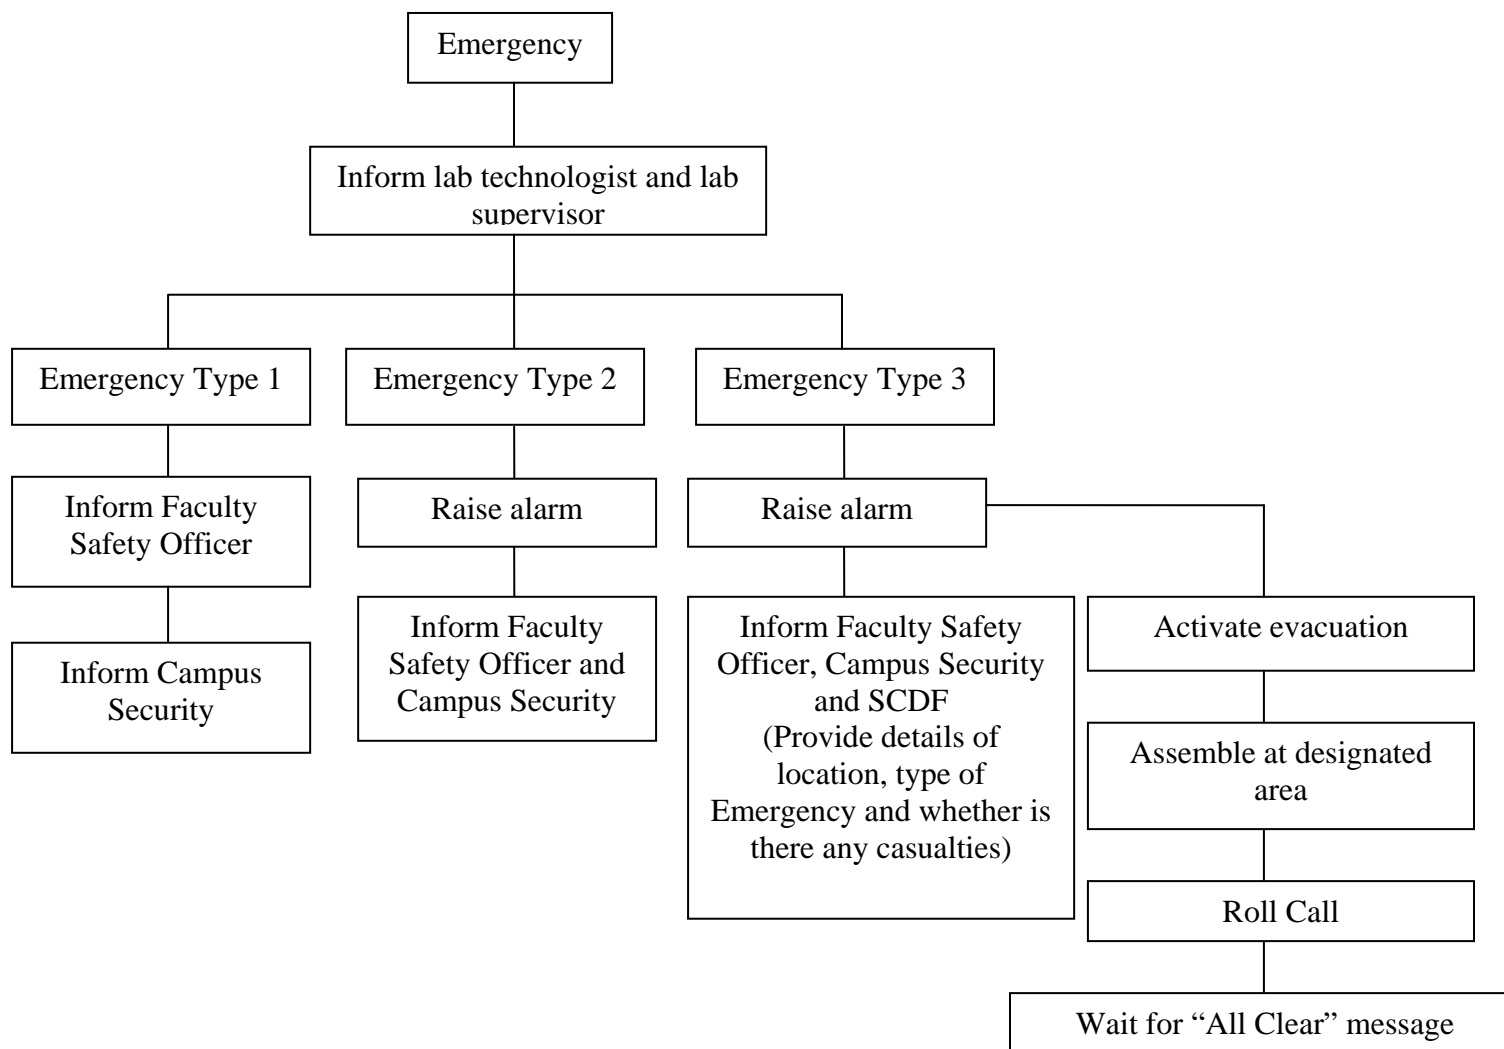 Emergency
Inform lab technologist and lab
supervisor
Emergency Type 1
Emergency Type 2
Emergency Type 3
Inform Faculty
Safety Officer
Raise alarm
Raise alarm
Inform Campus
Security
Inform Faculty
Safety Officer and
Campus Security
Inform Faculty Safety
Officer, Campus Security
and SCDF
(Provide details of
location, type of
Emergency and whether is
there any casualties)
Activate evacuation
Assemble at designated
area
Roll Call
Wait for “All Clear” message